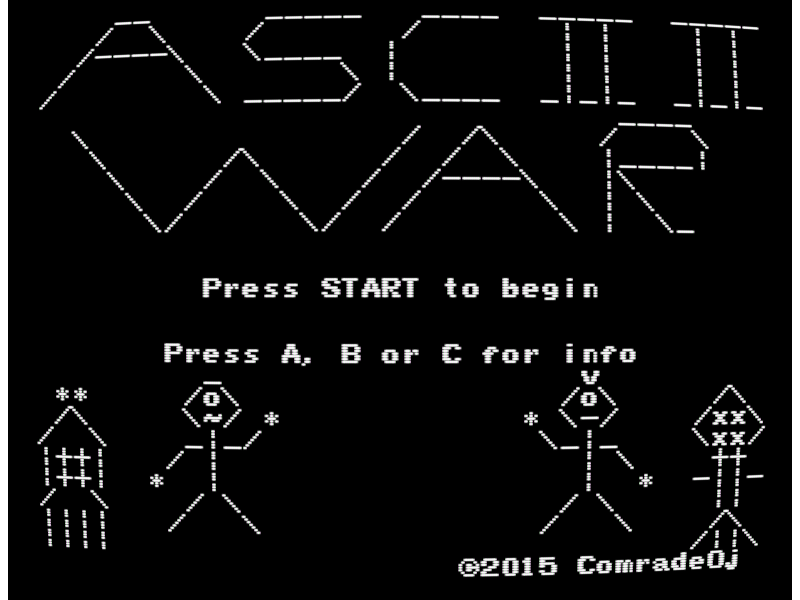 ASCII
WAR
Press START to begin
Press A, B or C for info
©2015 ComradeOj